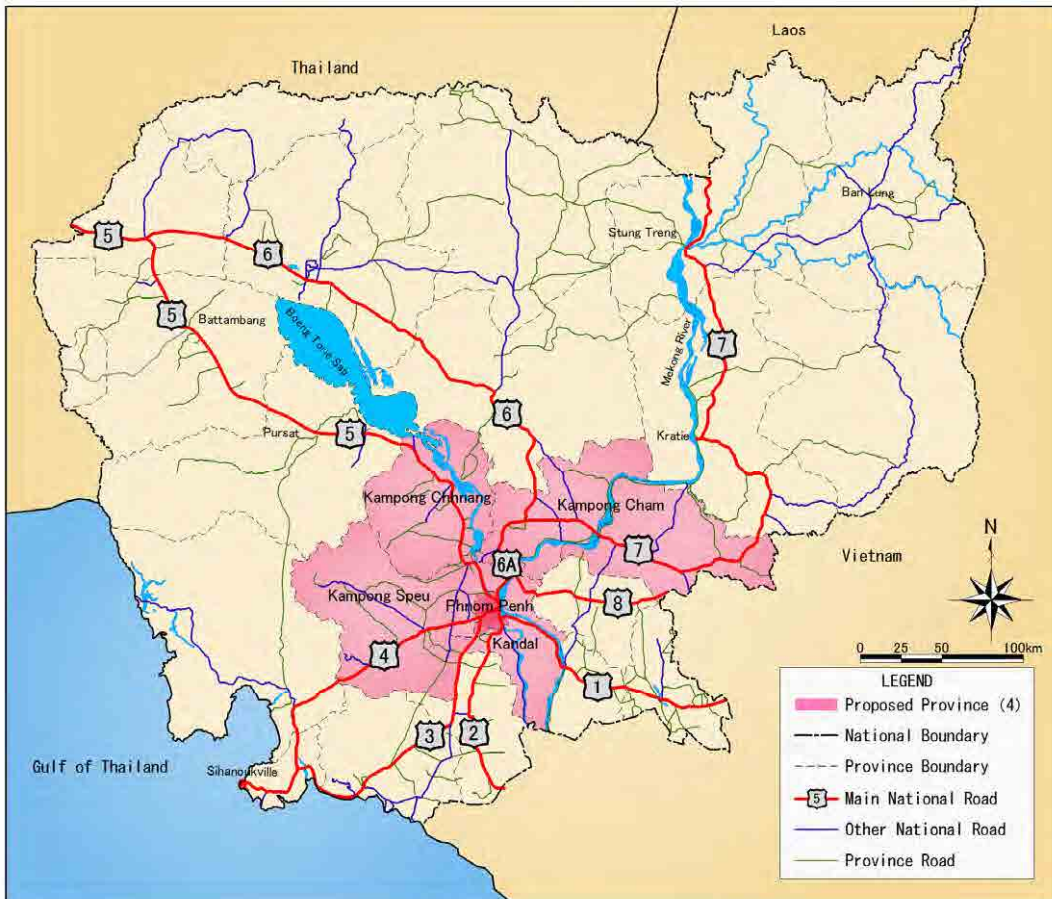 Laos
Thailand
Ban Lung
Stung Treng
5
6
5
Battambang
Boeng Tonle Sap
Mekong River
7
6
Pursat
5
Kratie
Kampong Chhnang
Kampong Cham
7
Vietnam
N
6A
Kampong Speu
Phnom Penh
8
Kandal
4
1
3
2
0 25 50 100km
Gulf of Thailand
Sihanoukville
LEGEND
Proposed Province (4)
National Boundary
Province Boundary
5 Main National Road
Other National Road
Province Road